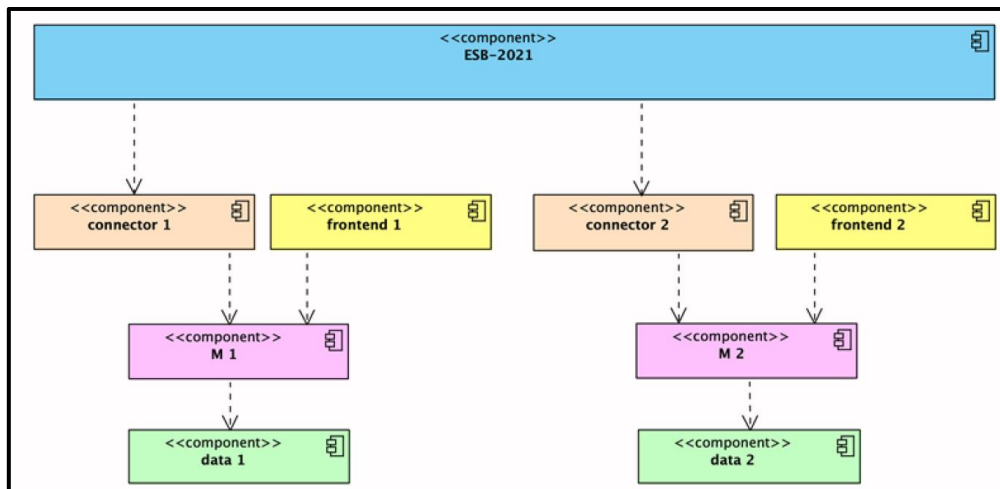 <<component>>
ESB-2021
<<component>>
connector 1
<<component>>
frontend 1
<<component>>
connector 2
<<component>>
frontend 2
<<component>>
M 1
<<component>>
M 2
<<component>>
data 1
<<component>>
data 2